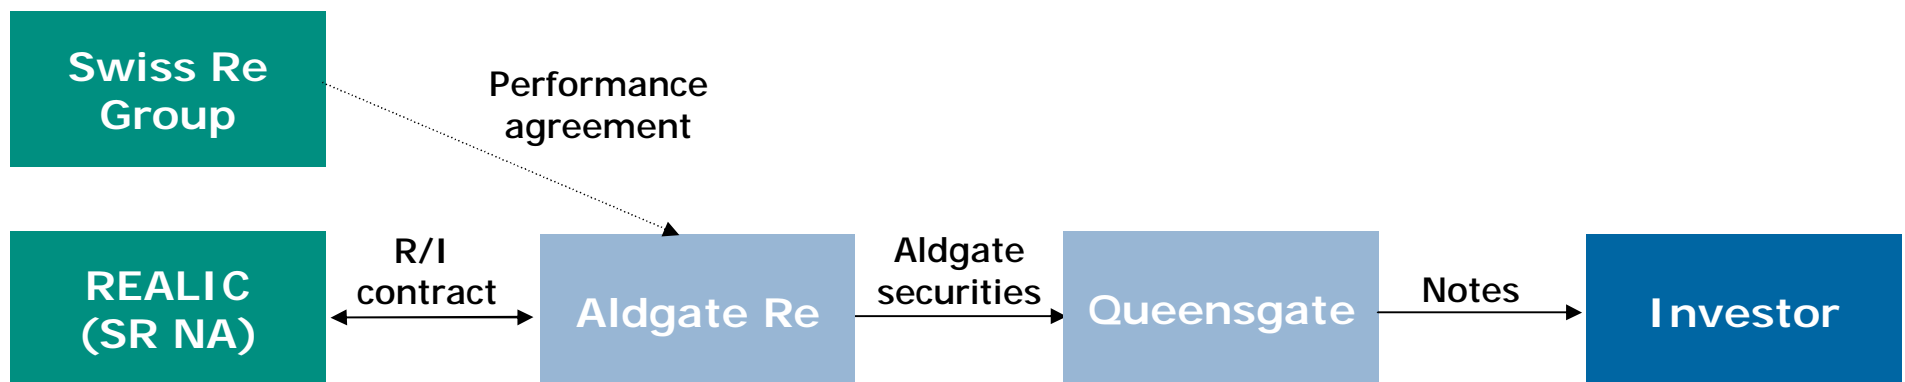 Swiss Re
Group
Performance
agreement
REALIC
(SR NA)
R/I
contract
Aldgate Re
Aldgate
securities
Queensgate
Notes
Investor